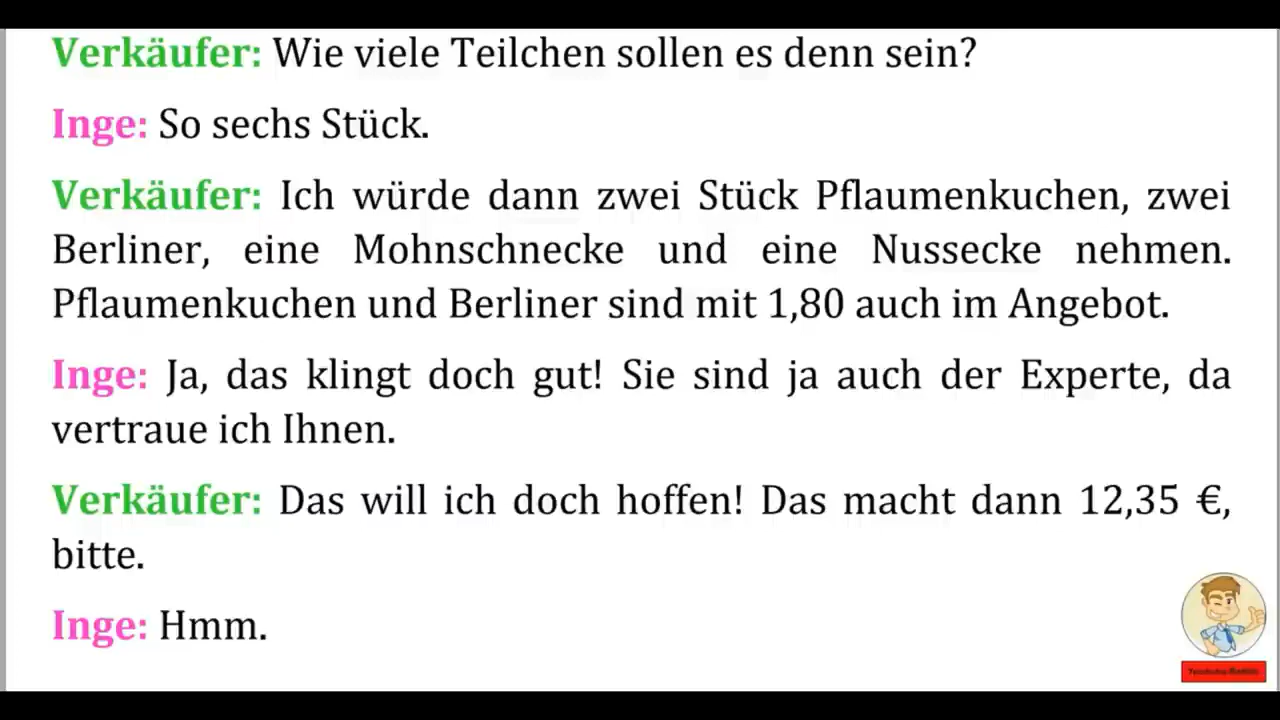 Verkäufer: Wie viele Teilchen sollen es denn sein?
Inge: So sechs Stück.
Verkäufer: Ich würde dann zwei Stück Pflaumenkuchen, zwei
Berliner, eine Mohnschnecke und eine Nussecke nehmen.
Pflaumenkuchen und Berliner sind mit 1,80 auch im Angebot.
Inge: Ja, das klingt doch gut! Sie sind ja auch der Experte, da
vertraue ich Ihnen.
Verkäufer: Das will ich doch hoffen! Das macht dann 12,35 €,
bitte.
Inge: Hmm.